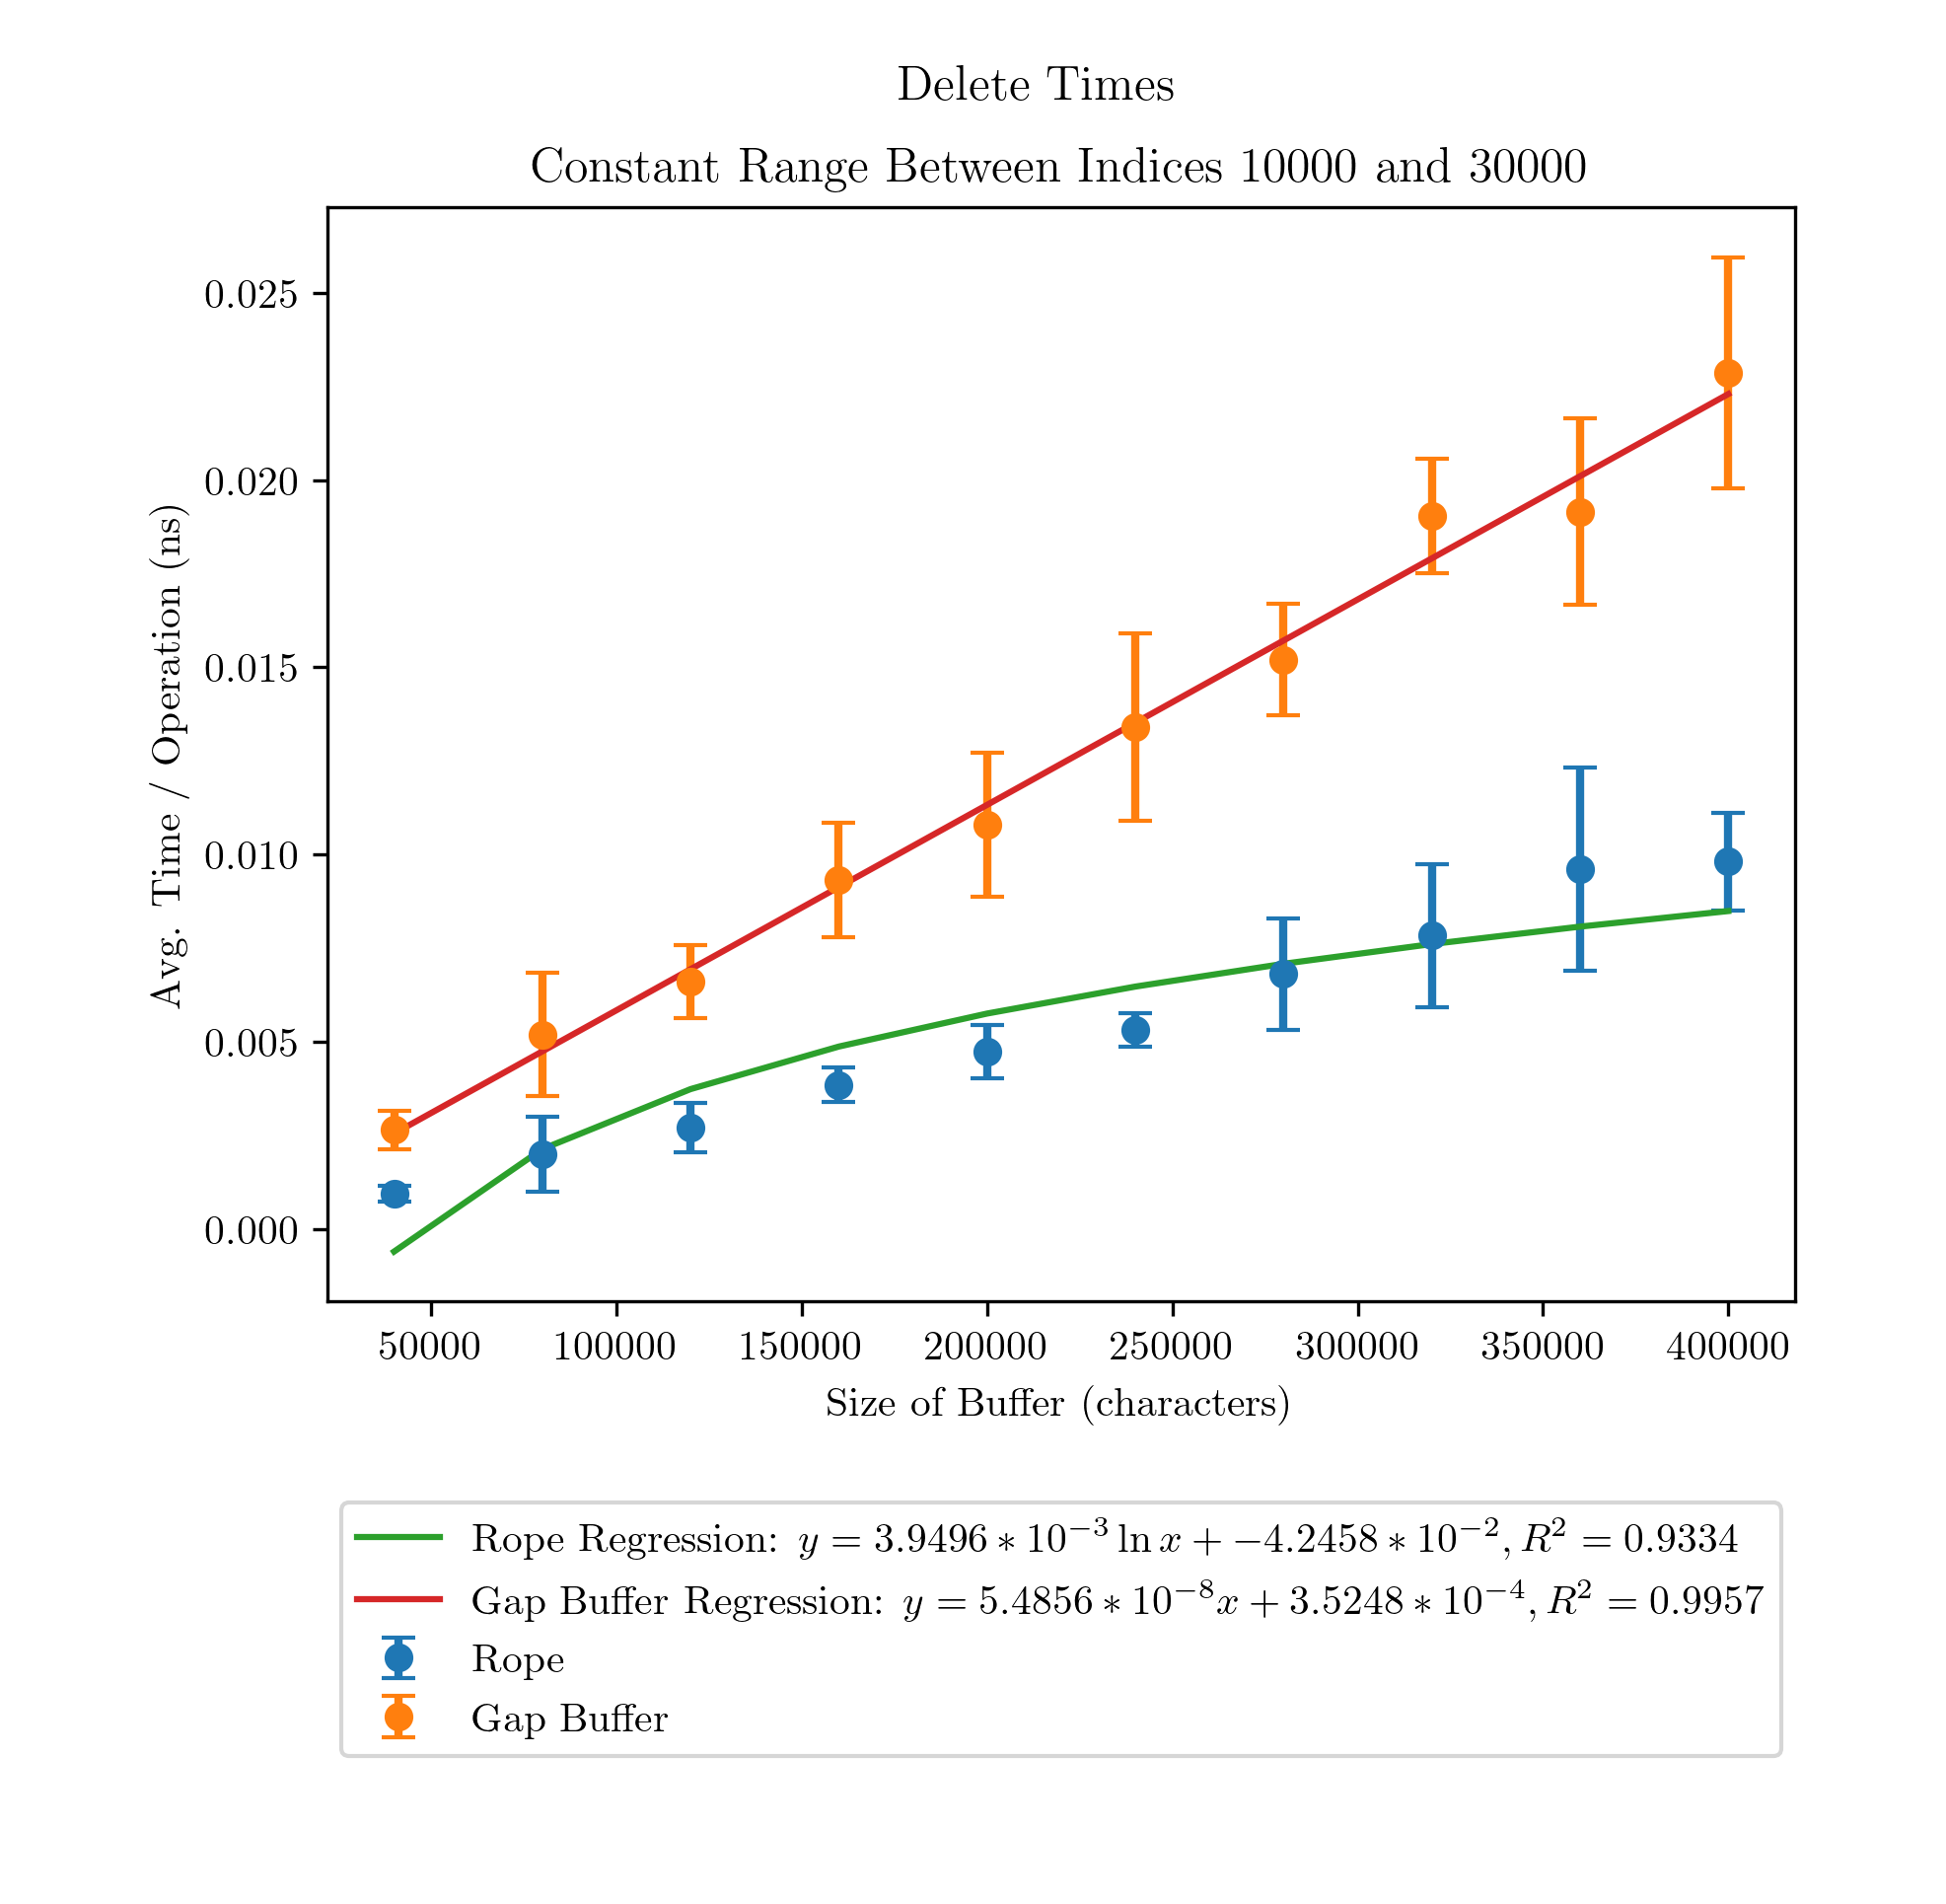 Delete Times
Constant Range Between Indices 10000 and 30000
0.025
0.020
0.015
0.010
0.005
0.000
Avg. Time / Operation (ns)
50000 100000 150000 200000 250000 300000 350000 400000
Size of Buffer (characters)
Rope Regression: y = 3.9496 * 10⁻³ ln x + −4.2458 * 10⁻², R² = 0.9334
Gap Buffer Regression: y = 5.4856 * 10⁻⁸x + 3.5248 * 10⁻⁴, R² = 0.9957
Rope
Gap Buffer